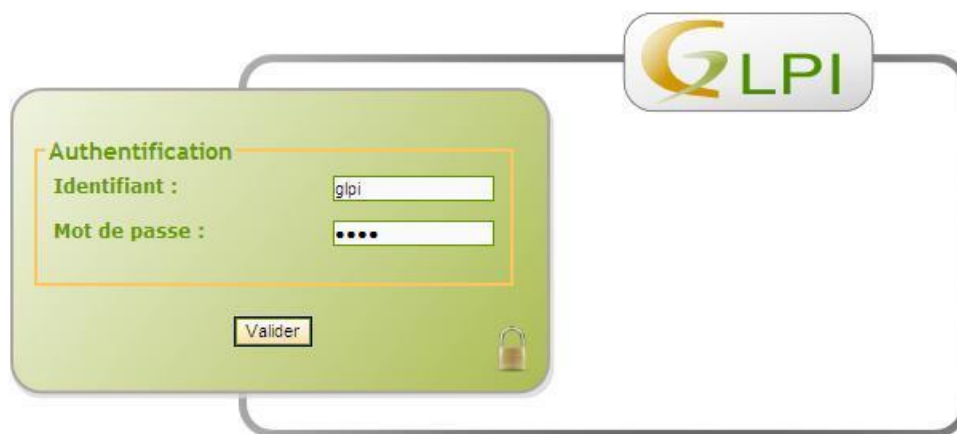 GLPI
Authentification
Identifiant : glpi
Mot de passe : ••••
Valider